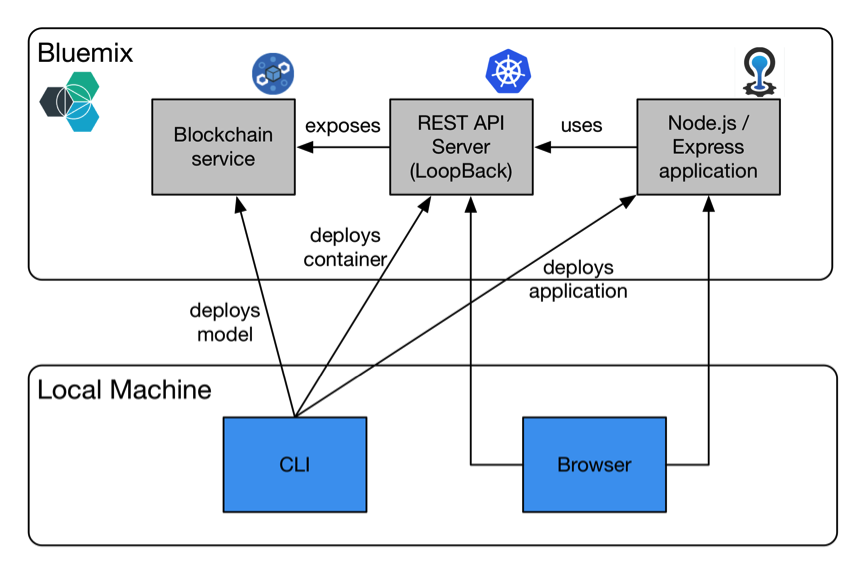 Bluemix
Blockchain
service
exposes
REST API
Server
(LoopBack)
uses
Node.js /
Express
application
deploys
container
deploys
application
deploys
model
Local Machine
CLI
Browser